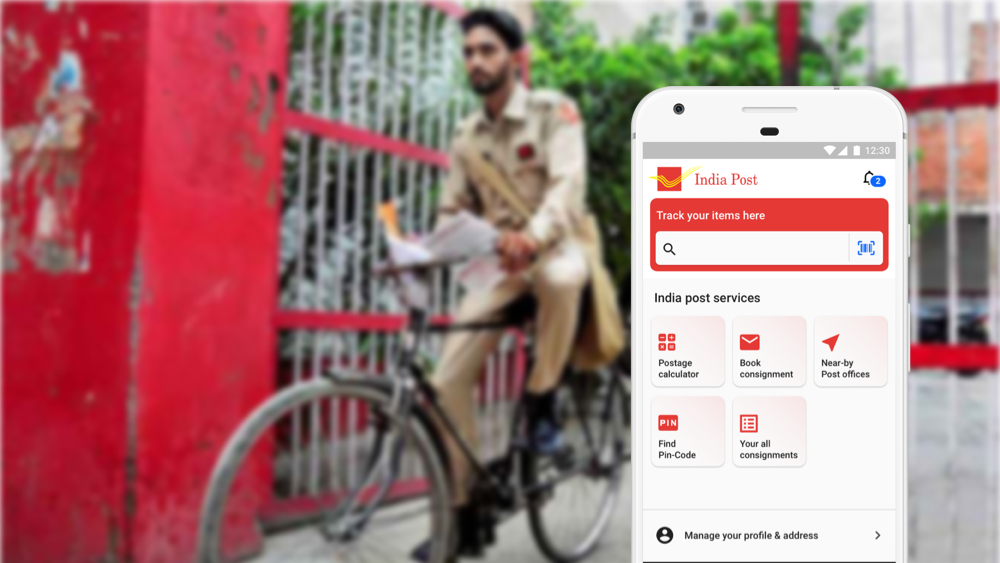 12:30
India Post
2
Track your items here
India post services
Postage
calculator
Book
consignment
Near-by
Post offices
PIN
Find
Pin-Code
Your all
consignments
Manage your profile & address